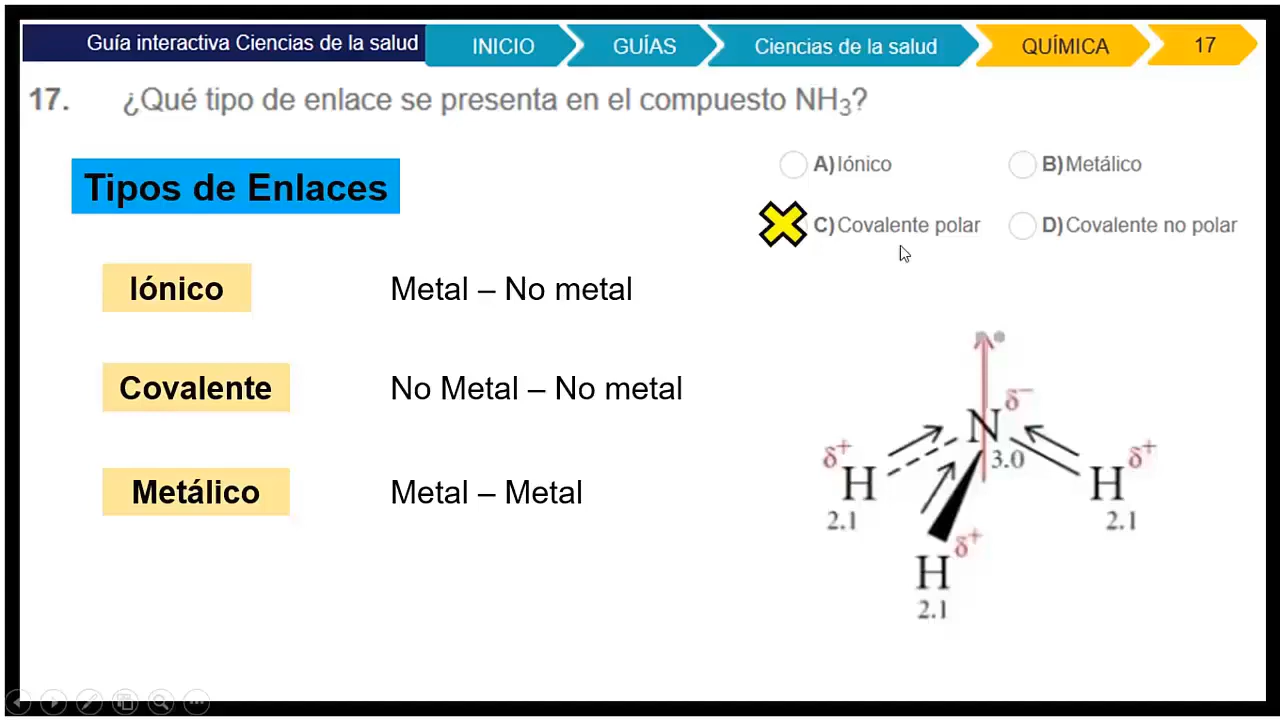 Guía interactiva Ciencias de la salud
INICIO
GUÍAS
Ciencias de la salud
QUÍMICA
17
17. ¿Qué tipo de enlace se presenta en el compuesto NH₃?
Tipos de Enlaces
A) Iónico
B) Metálico
C) Covalente polar
D) Covalente no polar
Iónico
Metal – No metal
Covalente
No Metal – No metal
Metálico
Metal – Metal
δ⁻
N
3.0
δ⁺
H
2.1
δ⁺
H
2.1
δ⁺
H
2.1